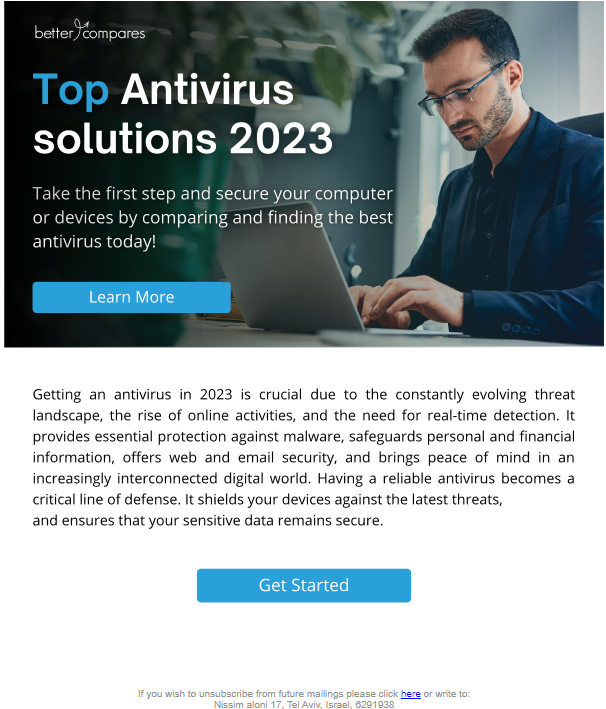 better compares
Top Antivirus
solutions 2023
Take the first step and secure your computer
or devices by comparing and finding the best
antivirus today!
Learn More
Getting an antivirus in 2023 is crucial due to the constantly evolving threat
landscape, the rise of online activities, and the need for real-time detection. It
provides essential protection against malware, safeguards personal and financial
information, offers web and email security, and brings peace of mind in an
increasingly interconnected digital world. Having a reliable antivirus becomes a
critical line of defense. It shields your devices against the latest threats,
and ensures that your sensitive data remains secure.
Get Started
If you wish to unsubscribe from future mailings please click here or write to:
Nissim aloni 17, Tel Aviv, Israel, 6291938